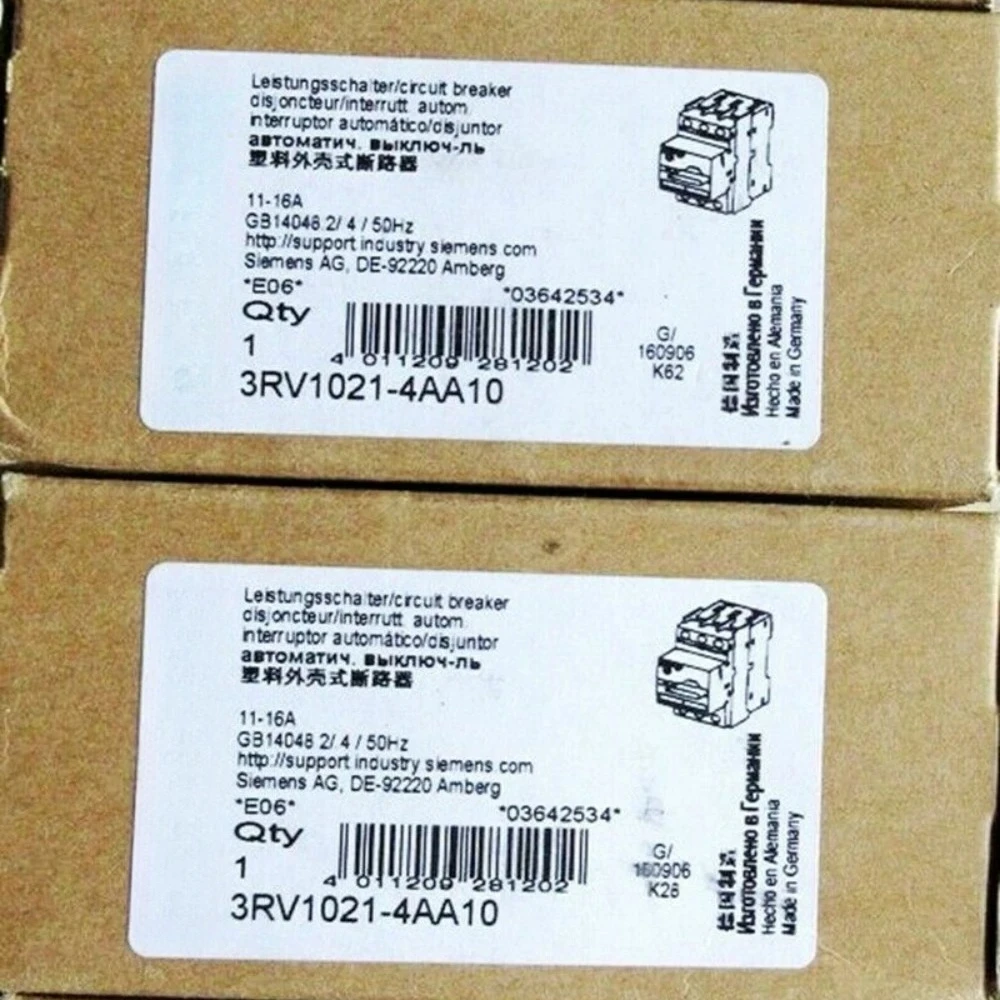 Leistungsschalter/circuit breaker
disjoncteur/interrutt. autom.
interruptor automático/disjuntor
автоматич. выключ-ль
塑料外壳式断路器
11-16A
GB14048.2/ 4 / 50Hz
http://support.industry.siemens.com
Siemens AG, DE-92220 Amberg
*E06*
*03642534*
Qty
1
4 011209 281202
3RV1021-4AA10
G/
160906
K62
德国制造
Изготовлено в Германии
Hecho en Alemania
Made in Germany
Leistungsschalter/circuit breaker
disjoncteur/interrutt. autom.
interruptor automático/disjuntor
автоматич. выключ-ль
塑料外壳式断路器
11-16A
GB14048.2/ 4 / 50Hz
http://support.industry.siemens.com
Siemens AG, DE-92220 Amberg
*E06*
*03642534*
Qty
1
4 011209 281202
3RV1021-4AA10
G/
160906
K28
德国制造
Изготовлено в Германии
Hecho en Alemania
Made in Germany